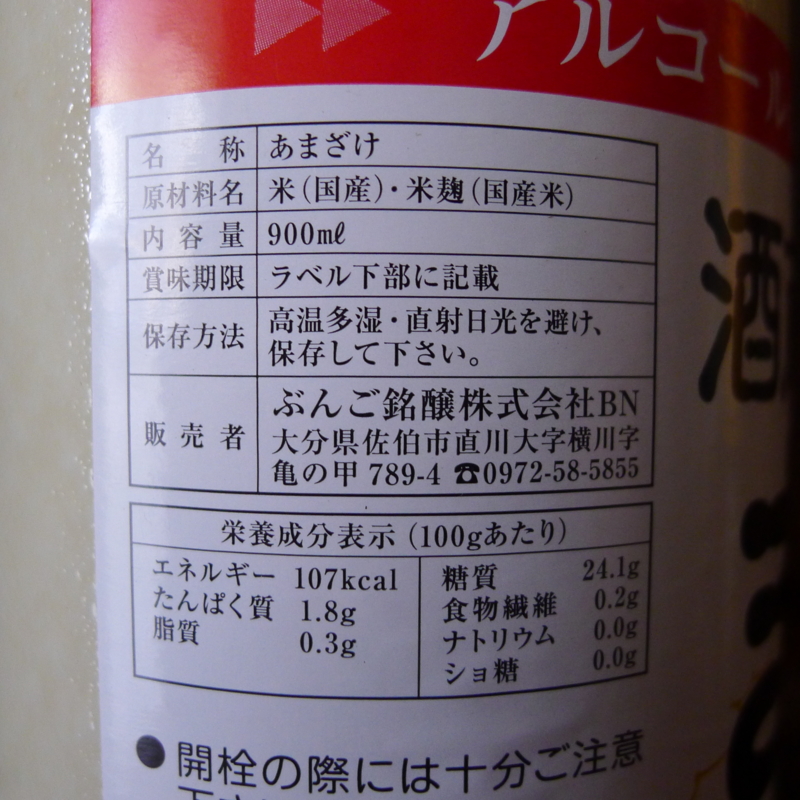 アルコール
名称 あまざけ
原材料名 米(国産)・米麹(国産米)
内容量 900mℓ
賞味期限 ラベル下部に記載
保存方法 高温多湿・直射日光を避け、
保存して下さい。
販売者 ぶんご銘醸株式会社BN
大分県佐伯市直川大字横川字
亀の甲 789-4 ☎0972-58-5855
栄養成分表示(100gあたり)
エネルギー 107kcal
たんぱく質 1.8g
脂質 0.3g
糖質 24.1g
食物繊維 0.2g
ナトリウム 0.0g
ショ糖 0.0g
酒
●開栓の際には十分ご注意